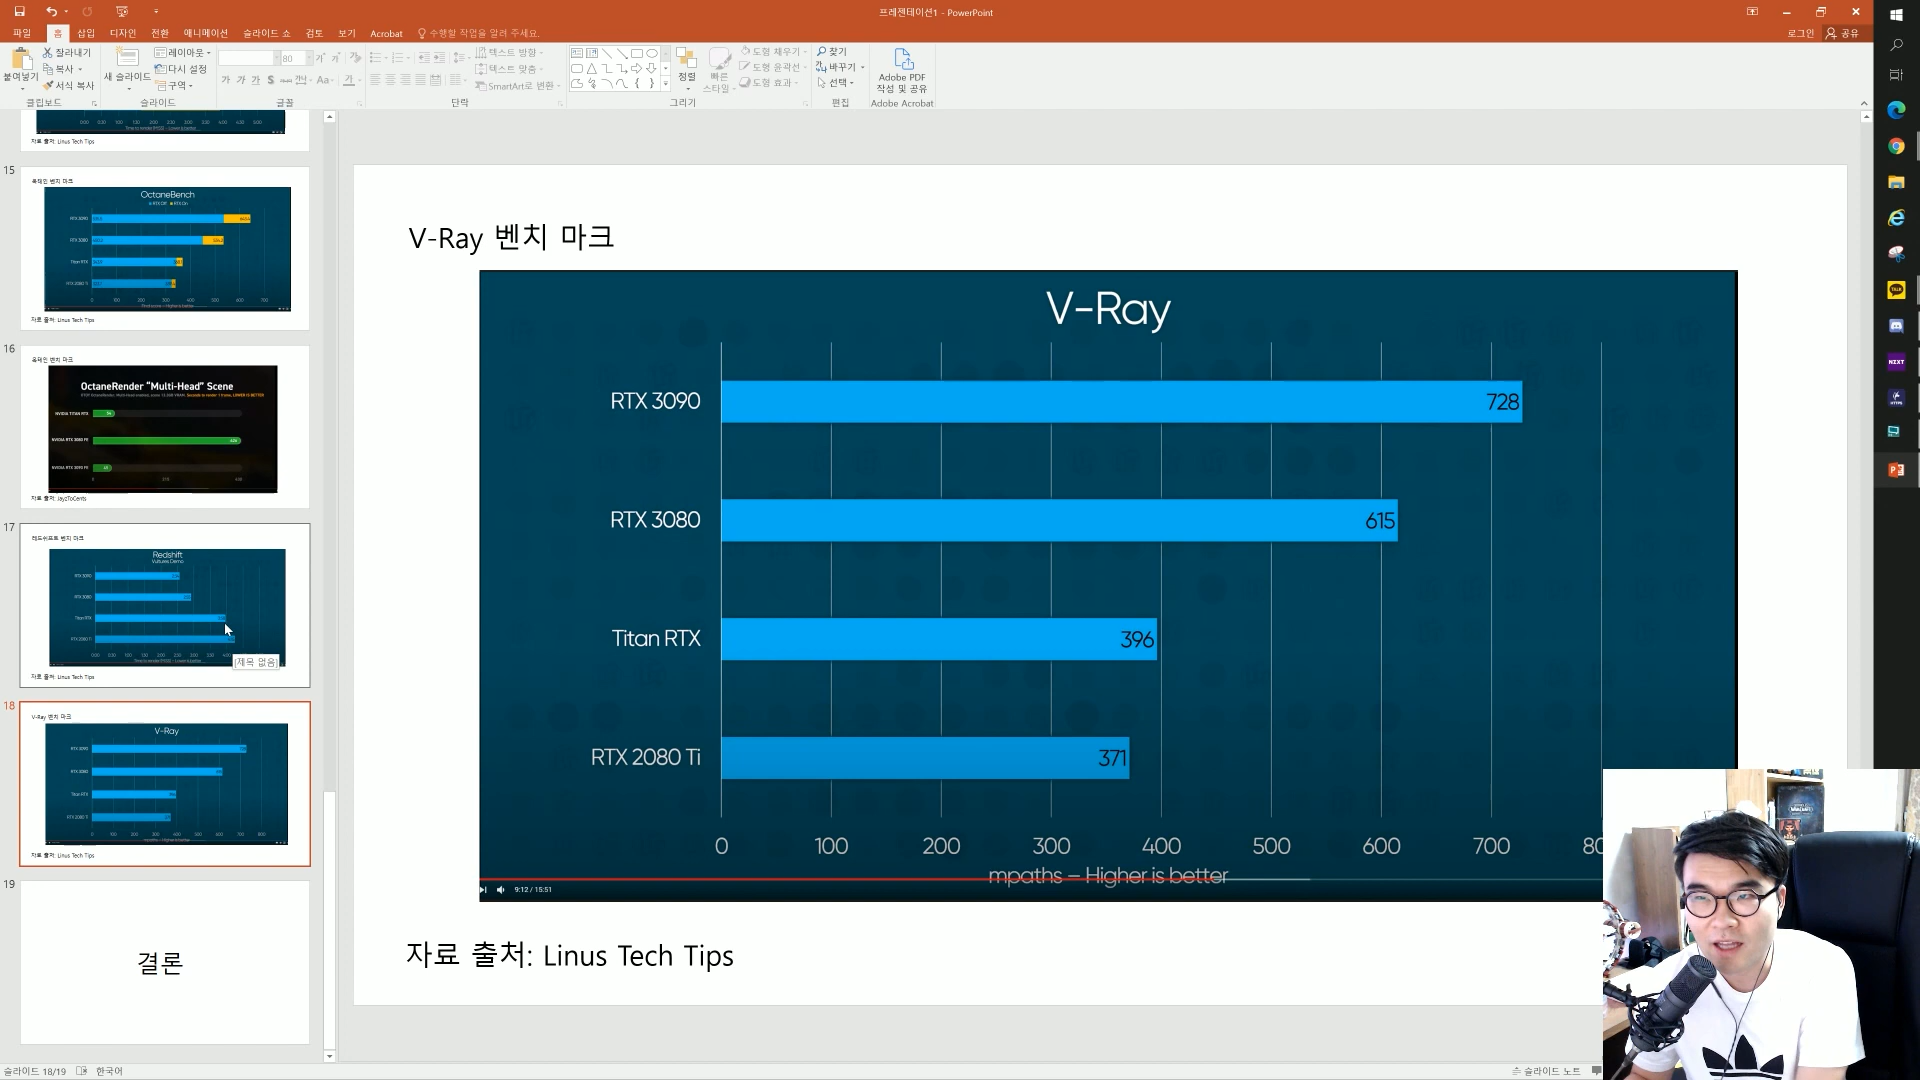 프레젠테이션1 - PowerPoint
파일 홈 삽입 디자인 전환 애니메이션 슬라이드 쇼 검토 보기 Acrobat 수행할 작업을 알려 주세요.
로그인 공유
붙여넣기
잘라내기
복사
서식 복사
클립보드
새 슬라이드
레이아웃
다시 설정
구역
슬라이드
80
글꼴
텍스트 방향
텍스트 맞춤
SmartArt로 변환
단락
정렬
빠른 스타일
도형 채우기
도형 윤곽선
도형 효과
그리기
찾기
바꾸기
선택
편집
Adobe PDF
작성 및 공유
Adobe Acrobat
자료 출처: Linus Tech Tips
15
옥테인 벤치 마크
OctaneBench
RTX 3090
RTX 3080
Titan RTX
RTX 2080 Ti
자료 출처: Linus Tech Tips
16
옥테인 벤치 마크
OctaneRender “Multi-Head” Scene
NVIDIA TITAN RTX
NVIDIA RTX 3080 FE
NVIDIA RTX 3090 FE
자료 출처: JayzToCents
17
레드쉬프트 벤치 마크
Redshift
Vultures Demo
RTX 3090
RTX 3080
Titan RTX
RTX 2080 Ti
[제목 없음]
자료 출처: Linus Tech Tips
18
V-Ray 벤치 마크
V-Ray
RTX 3090
RTX 3080
Titan RTX
RTX 2080 Ti
자료 출처: Linus Tech Tips
19
결론
V-Ray 벤치 마크
V-Ray
RTX 3090 728
RTX 3080 615
Titan RTX 396
RTX 2080 Ti 371
0 100 200 300 400 500 600 700
mpaths – Higher is better
9:12 / 15:51
자료 출처: Linus Tech Tips
슬라이드 18/19 한국어
슬라이드 노트